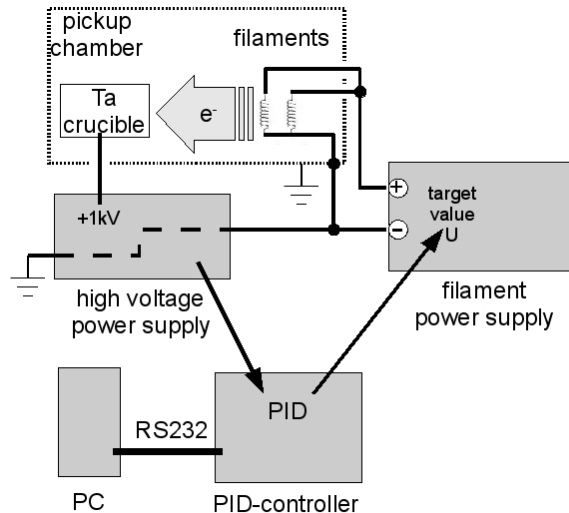 pickup
chamber
filaments
Ta
crucible
e-
+1kV
+
-
target
value
U
high voltage
power supply
filament
power supply
PID
RS232
PC
PID-controller